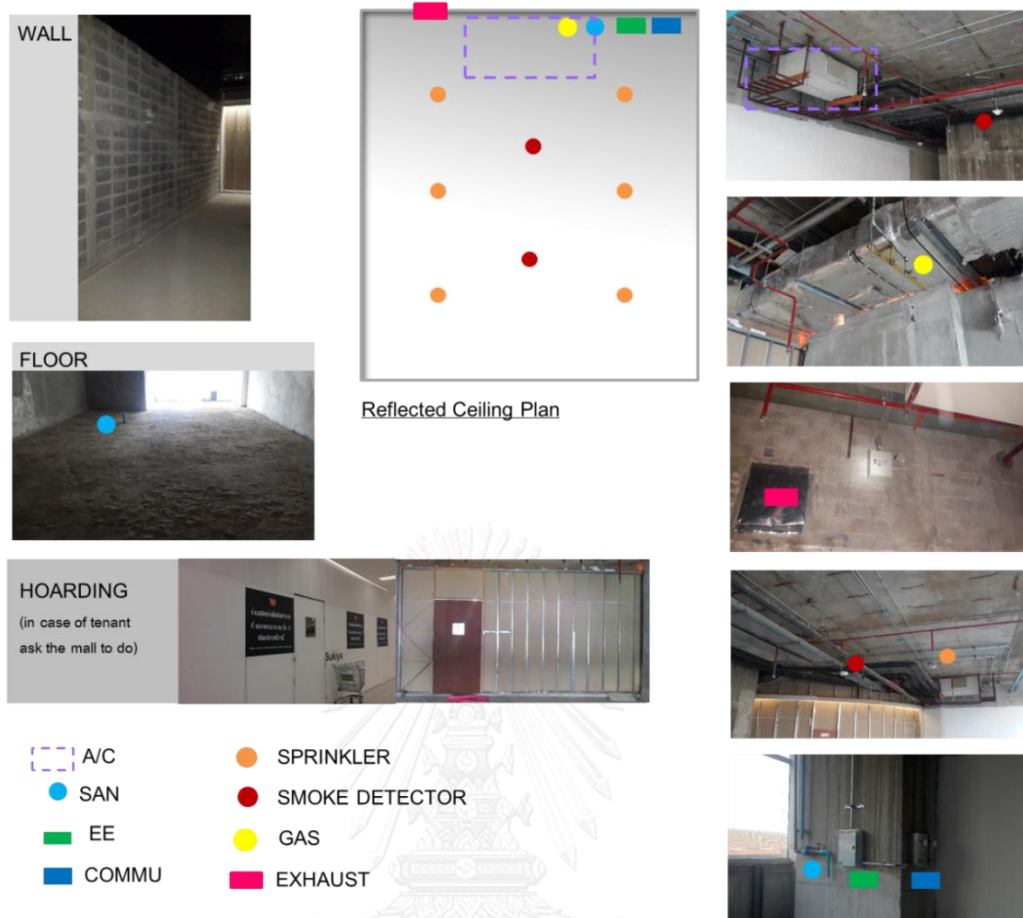 WALL
FLOOR
Reflected Ceiling Plan
HOARDING
(in case of tenant
ask the mall to do)
Sukiya
A/C
SAN
EE
COMMU
SPRINKLER
SMOKE DETECTOR
GAS
EXHAUST